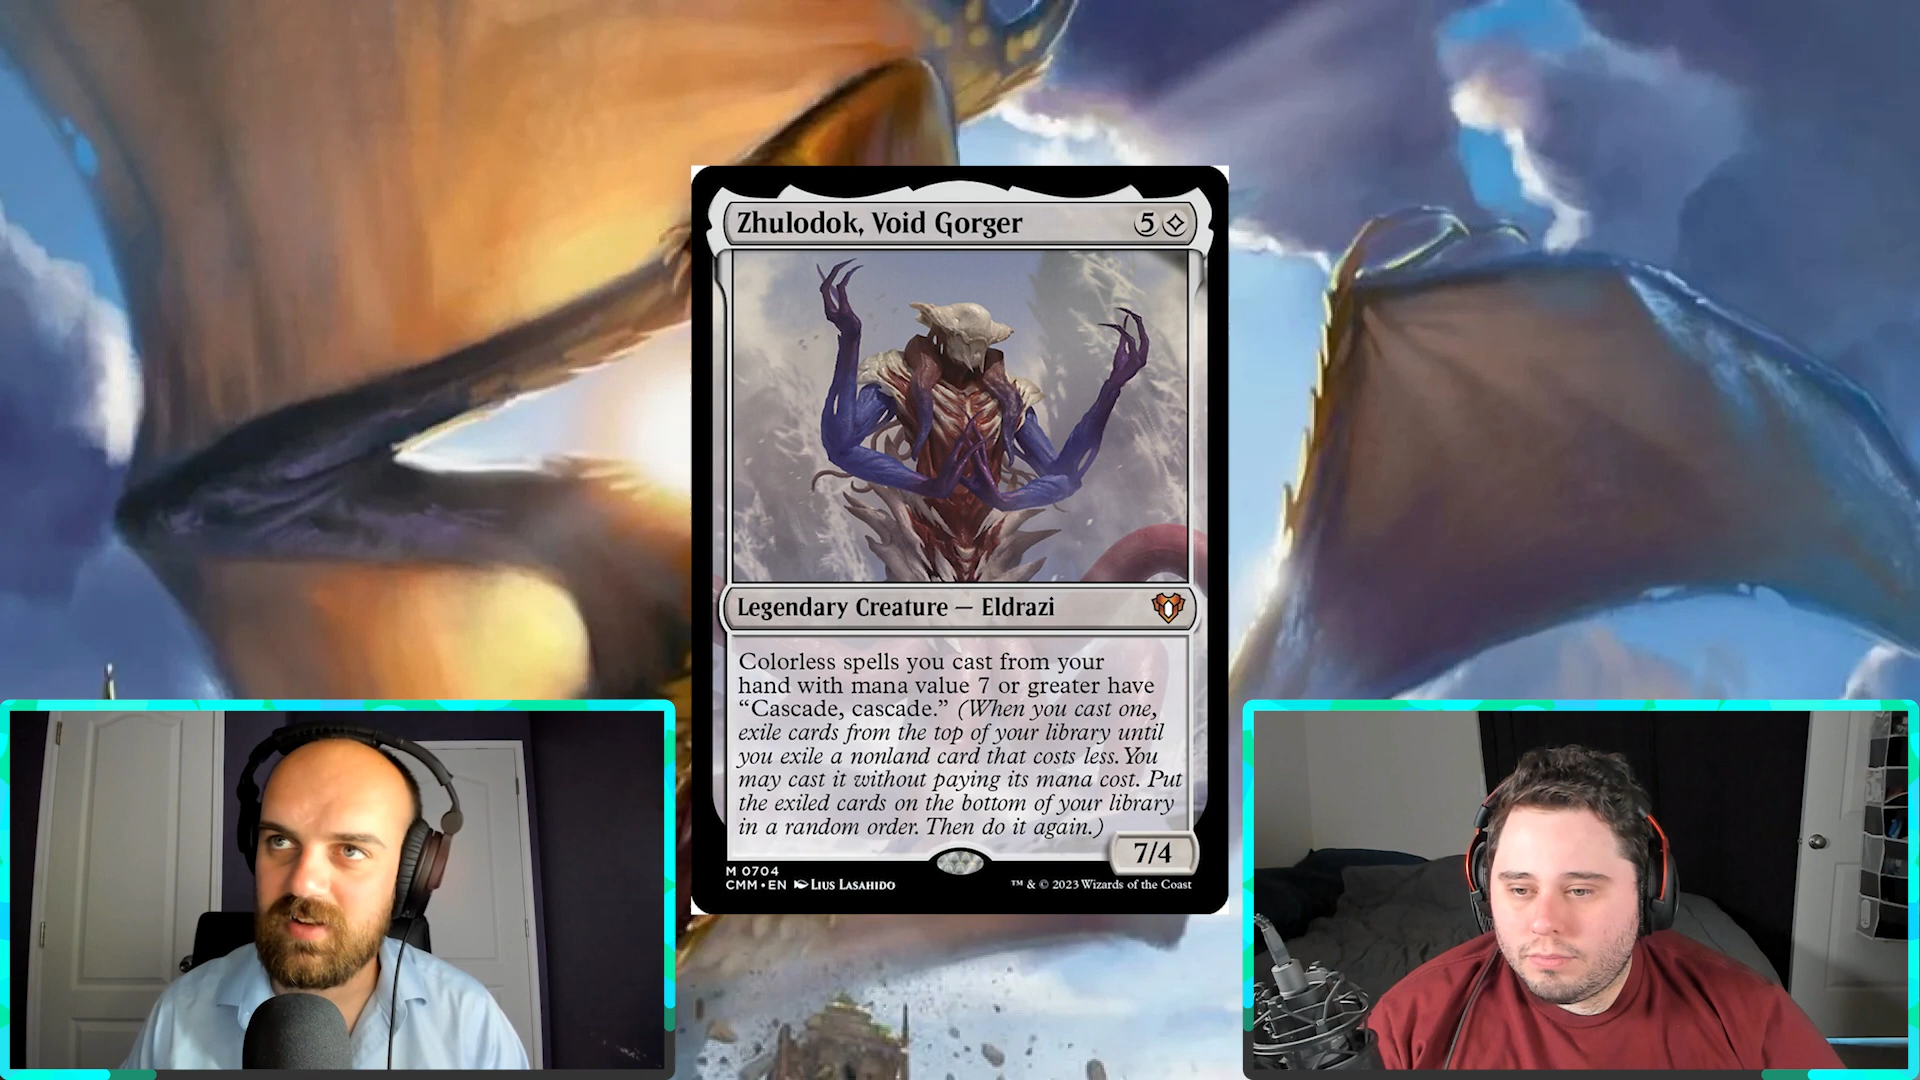 Zhulodok, Void Gorger 5
Legendary Creature — Eldrazi
Colorless spells you cast from your
hand with mana value 7 or greater have
“Cascade, cascade.” (When you cast one,
exile cards from the top of your library until
you exile a nonland card that costs less. You
may cast it without paying its mana cost. Put
the exiled cards on the bottom of your library
in a random order. Then do it again.)
7/4
M 0704
CMM • EN Lius Lasahido
™ & © 2023 Wizards of the Coast